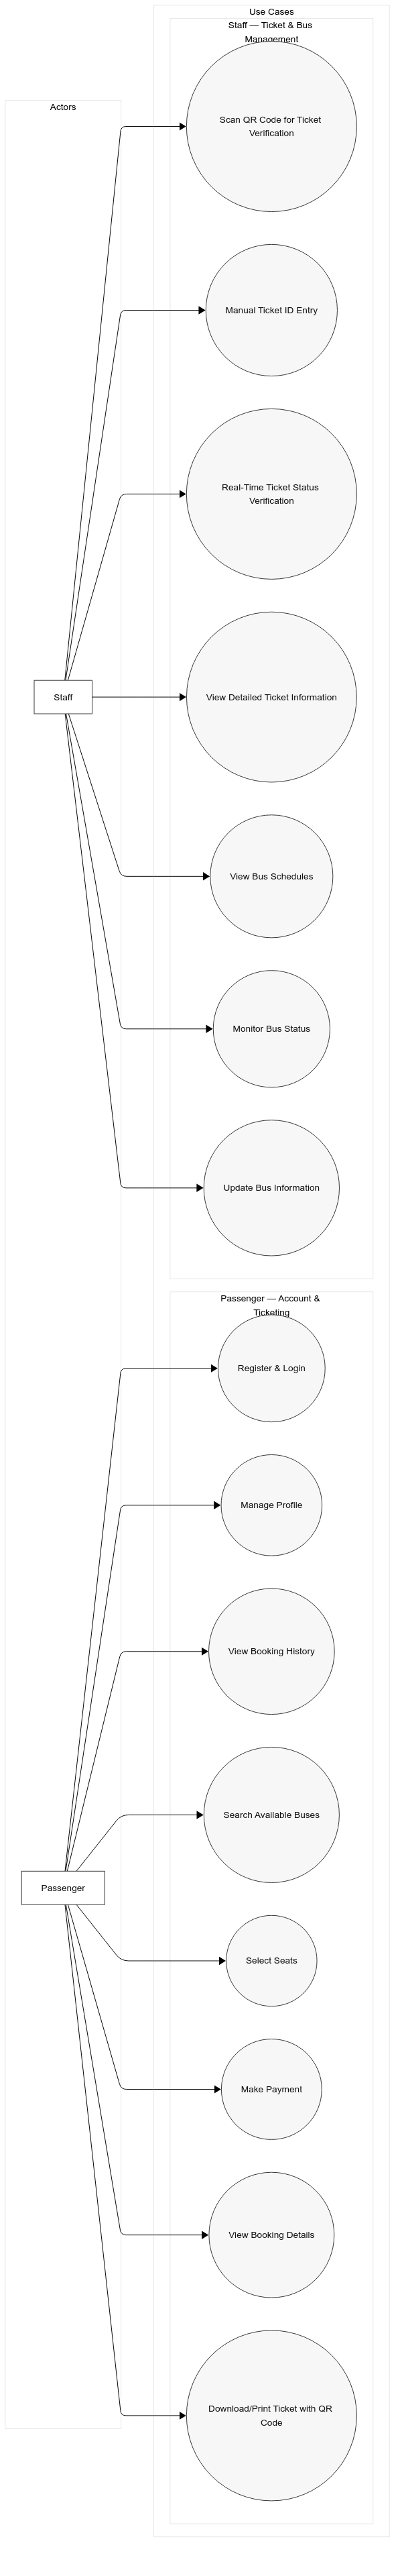 Use Cases
Staff — Ticket & Bus
Management
Actors
Scan QR Code for Ticket
Verification
Manual Ticket ID Entry
Real-Time Ticket Status
Verification
Staff
View Detailed Ticket Information
View Bus Schedules
Monitor Bus Status
Update Bus Information
Passenger — Account &
Ticketing
Register & Login
Manage Profile
View Booking History
Search Available Buses
Passenger
Select Seats
Make Payment
View Booking Details
Download/Print Ticket with QR
Code